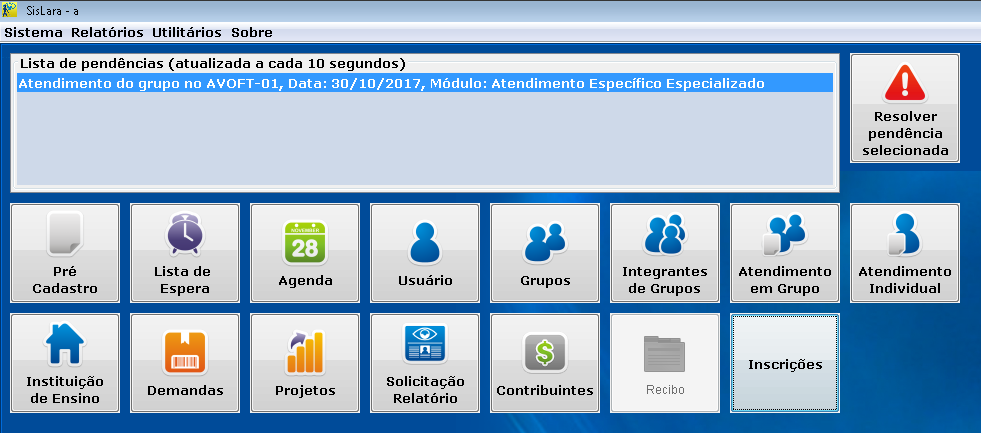 SisLara - a
Sistema Relatórios Utilitários Sobre
Lista de pendências (atualizada a cada 10 segundos)
Atendimento do grupo no AVOFT-01, Data: 30/10/2017, Módulo: Atendimento Específico Especializado
Resolver
pendência
selecionada
Pré
Cadastro
Lista de
Espera
NOVEMBER
28
Agenda
Usuário
Grupos
Integrantes
de Grupos
Atendimento
em Grupo
Atendimento
Individual
Instituição
de Ensino
Demandas
Projetos
Solicitação
Relatório
$
Contribuintes
Recibo
Inscrições